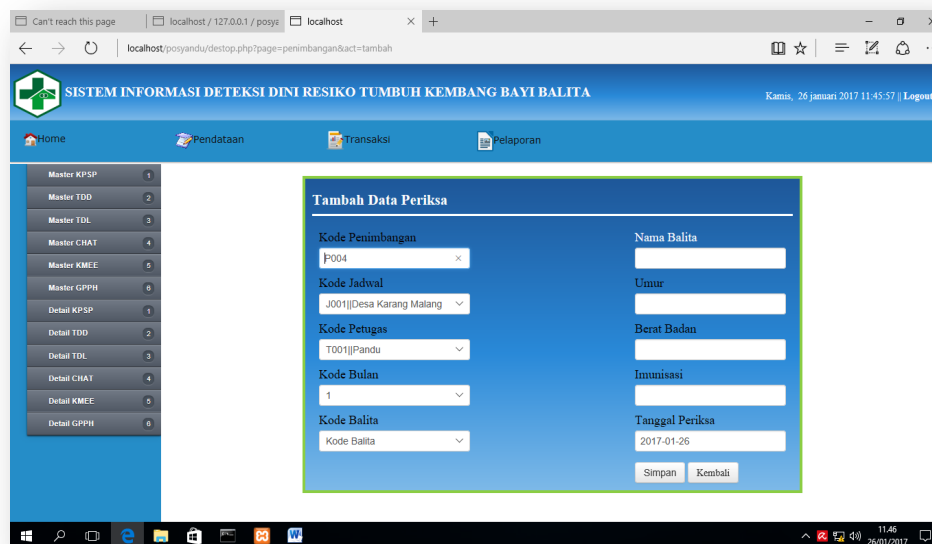 Can't reach this page
localhost / 127.0.0.1 / posya
localhost
localhost/posyandu/destop.php?page=penimbangan&act=tambah
SISTEM INFORMASI DETEKSI DINI RESIKO TUMBUH KEMBANG BAYI BALITA
Kamis, 26 januari 2017 11:45:57 || Logout
Home
Pendataan
Transaksi
Pelaporan
Master KPSP 1
Master TDD 2
Master TDL 3
Master CHAT 4
Master KMEE 5
Master GPPH 6
Detail KPSP 1
Detail TDD 2
Detail TDL 3
Detail CHAT 4
Detail KMEE 5
Detail GPPH 6
Tambah Data Periksa
Kode Penimbangan
P004
Kode Jadwal
J001||Desa Karang Malang
Kode Petugas
T001||Pandu
Kode Bulan
1
Kode Balita
Kode Balita
Nama Balita
Umur
Berat Badan
Imunisasi
Tanggal Periksa
2017-01-26
Simpan
Kembali
11.46
26/01/2017